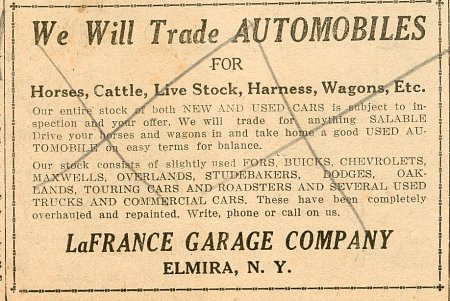 We Will Trade AUTOMOBILES
FOR
Horses, Cattle, Live Stock, Harness, Wagons, Etc.
Our entire stock of both NEW AND USED CARS is subject to in-
spection and your offer. We will trade for anything SALABLE
Drive your horses and wagons in and take home a good USED AU-
TOMOBILE on easy terms for balance.
Our stock consists of slightly used FORS, BUICKS, CHEVROLETS,
MAXWELLS, OVERLANDS, STUDEBAKERS, DODGES, OAK-
LANDS, TOURING CARS AND ROADSTERS AND SEVERAL USED
TRUCKS AND COMMERCIAL CARS. These have been completely
overhauled and repainted. Write, phone or call on us.
LaFRANCE GARAGE COMPANY
ELMIRA, N. Y.